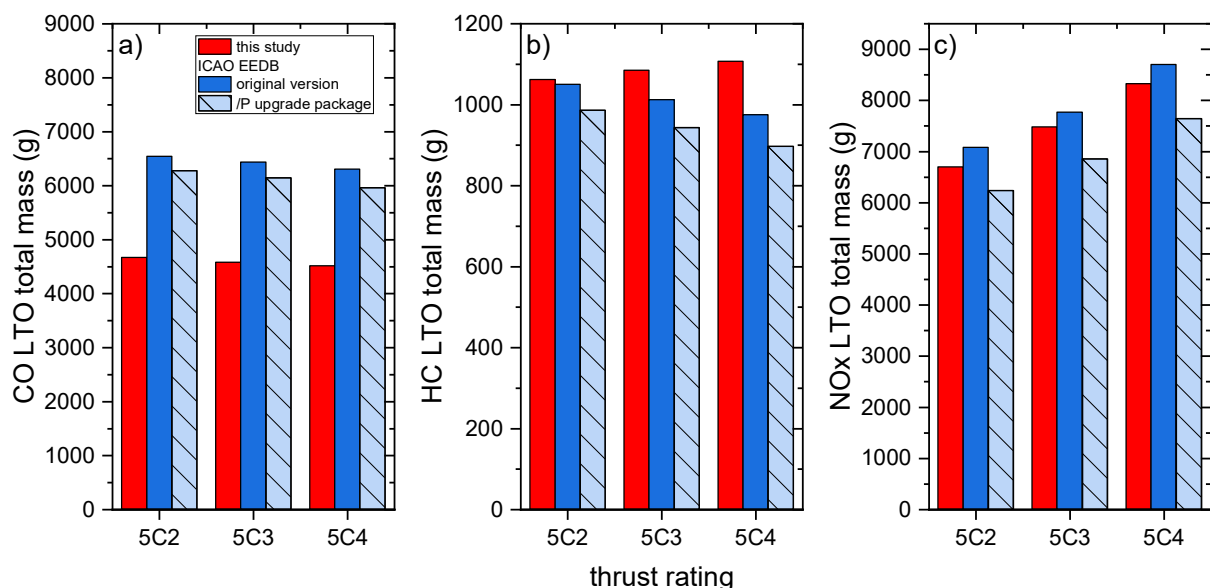 a)
this study
ICAO EEDB
original version
/P upgrade package
CO LTO total mass (g)
9000
8000
7000
6000
5000
4000
3000
2000
1000
0
5C2 5C3 5C4
b)
HC LTO total mass (g)
1200
1000
800
600
400
200
0
5C2 5C3 5C4
thrust rating
c)
NOx LTO total mass (g)
9000
8000
7000
6000
5000
4000
3000
2000
1000
0
5C2 5C3 5C4